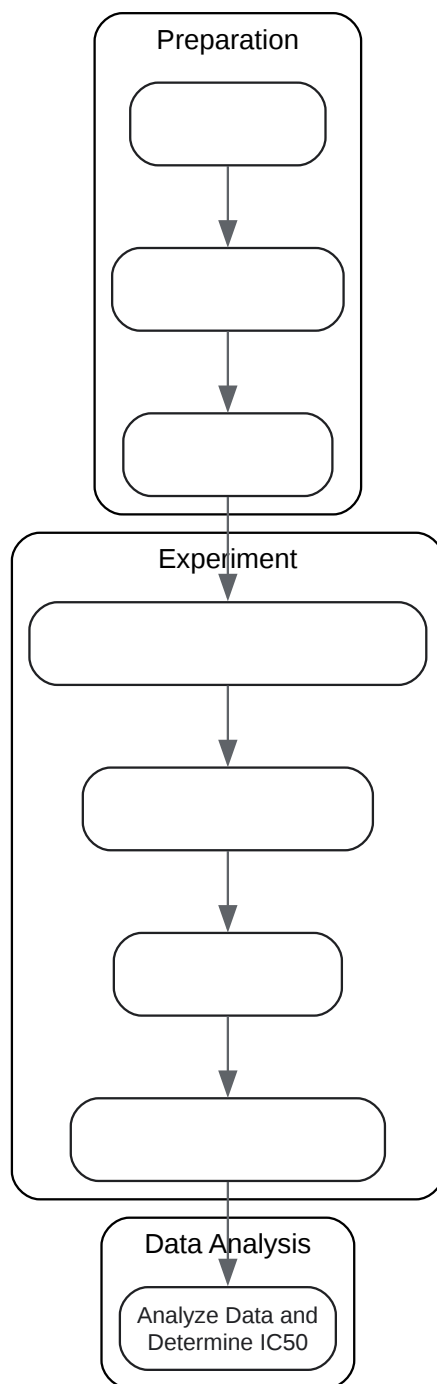 Preparation
Experiment
Data Analysis
Analyze Data and
Determine IC50